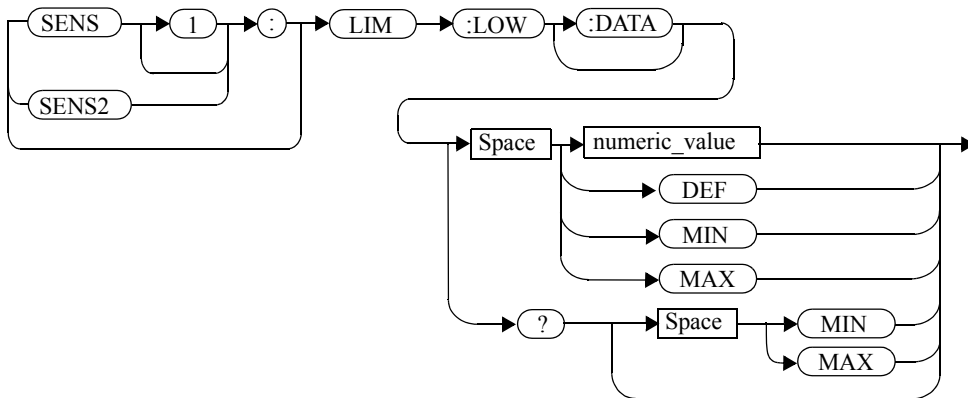 SENS 1 : LIM :LOW :DATA
SENS2
Space numeric_value
DEF
MIN
MAX
? Space MIN
MAX